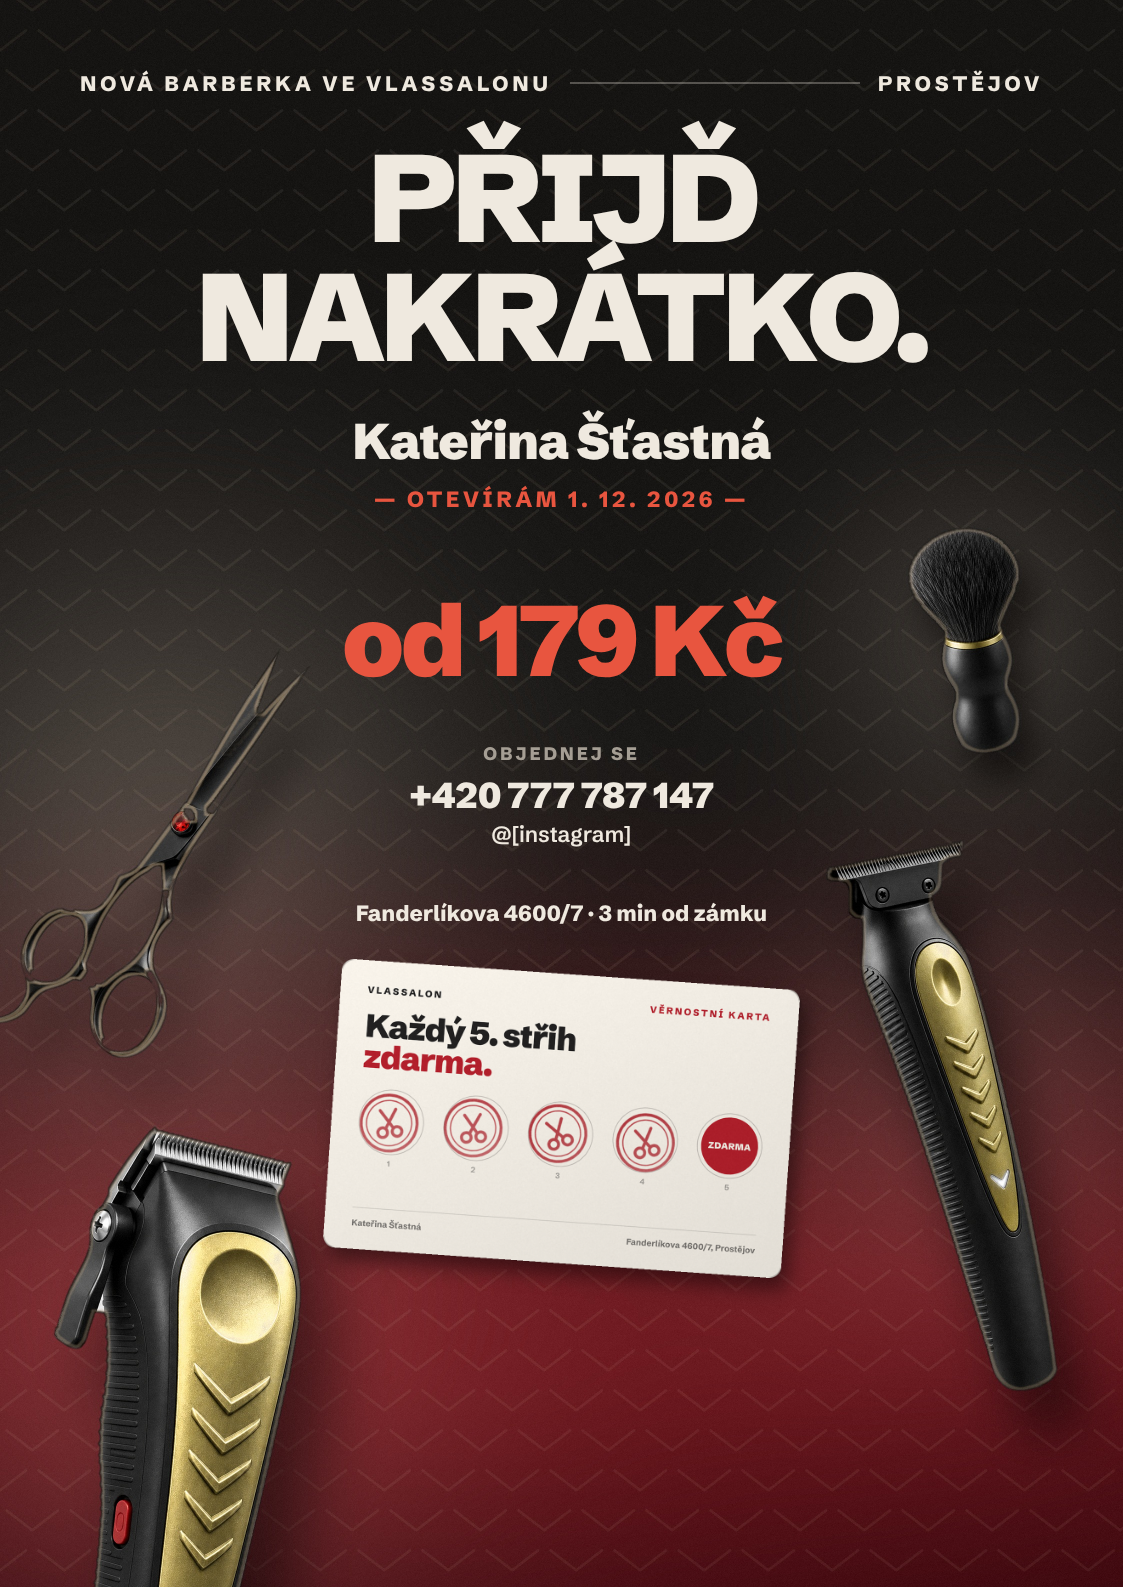 NOVÁ BARBERKA VE VLASSALONU
PROSTĚJOV
PŘIJĎ
NAKRÁTKO.
Kateřina Šťastná
— OTEVÍRÁM 1. 12. 2026 —
od 179 Kč
OBJEDNEJ SE
+420 777 787 147
@[instagram]
Fanderlíkova 4600/7 · 3 min od zámku
VLASSALON
VĚRNOSTNÍ KARTA
Každý 5. střih
zdarma.
ZDARMA
1
2
3
4
5
Kateřina Šťastná
Fanderlíkova 4600/7, Prostějov